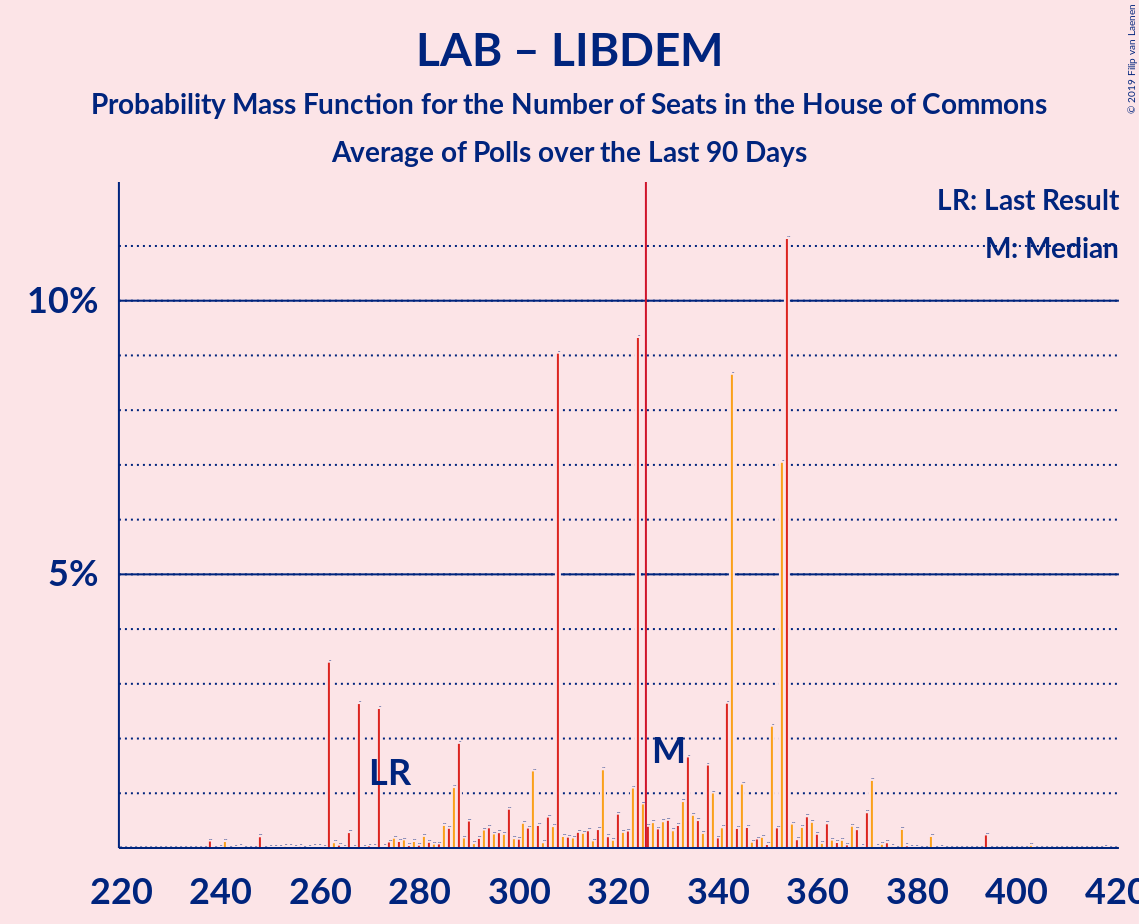 LAB – LIBDEM
Probability Mass Function for the Number of Seats in the House of Commons
Average of Polls over the Last 90 Days
© 2019 Filip van Laenen
LR: Last Result
M: Median
10%
5%
LR
M
220 240 260 280 300 320 340 360 380 400 420